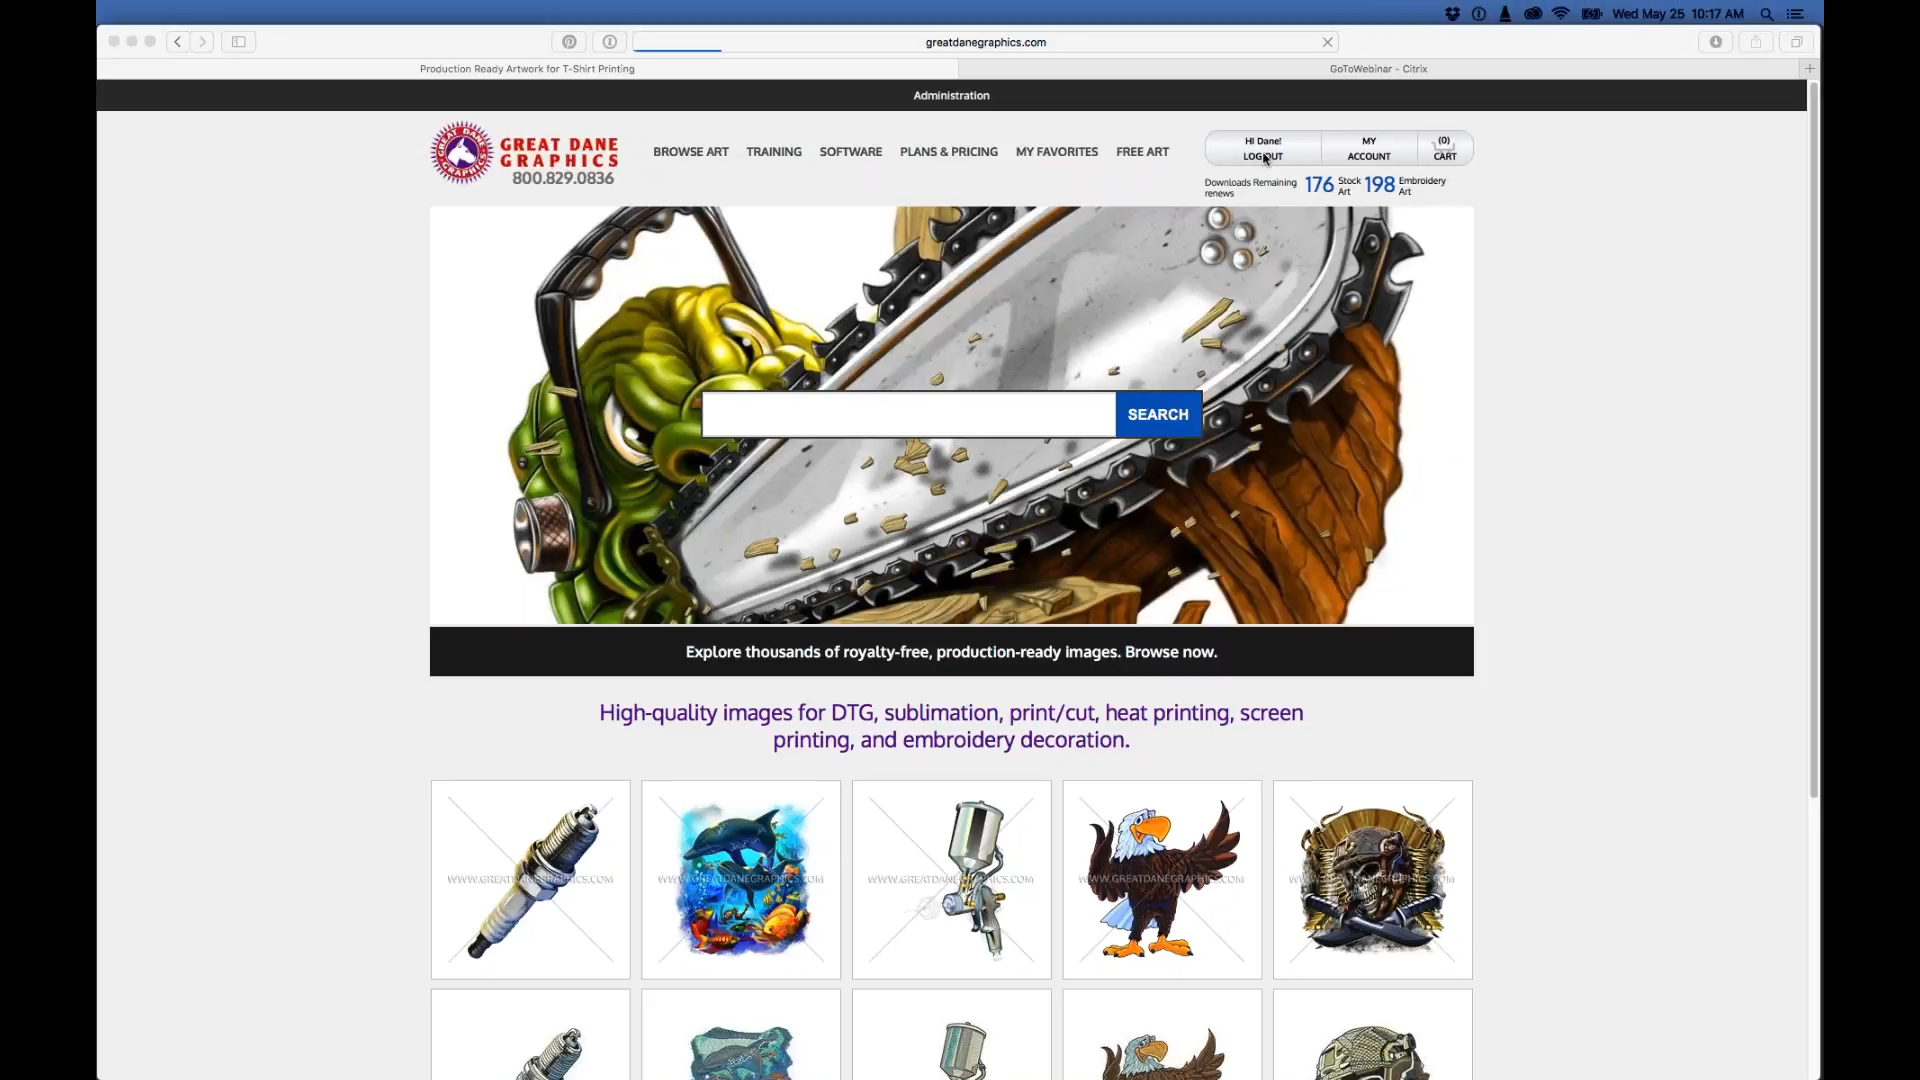 Wed May 25 10:17 AM
greatdanegraphics.com
Production Ready Artwork for T-Shirt Printing
GoToWebinar - Citrix
Administration
GREAT DANE
GRAPHICS
800.829.0836
BROWSE ART
TRAINING
SOFTWARE
PLANS & PRICING
MY FAVORITES
FREE ART
HI Dane!
LOGOUT
MY
ACCOUNT
(0)
CART
Downloads Remaining
renews
176
Stock
Art
198
Embroidery
Art
SEARCH
Explore thousands of royalty-free, production-ready images. Browse now.
High-quality images for DTG, sublimation, print/cut, heat printing, screen
printing, and embroidery decoration.
WWW.GREATDANEGRAPHICS.COM
WWW.GREATDANEGRAPHICS.COM
WWW.GREATDANEGRAPHICS.COM
WWW.GREATDANEGRAPHICS.COM
WWW.GREATDANEGRAPHICS.COM